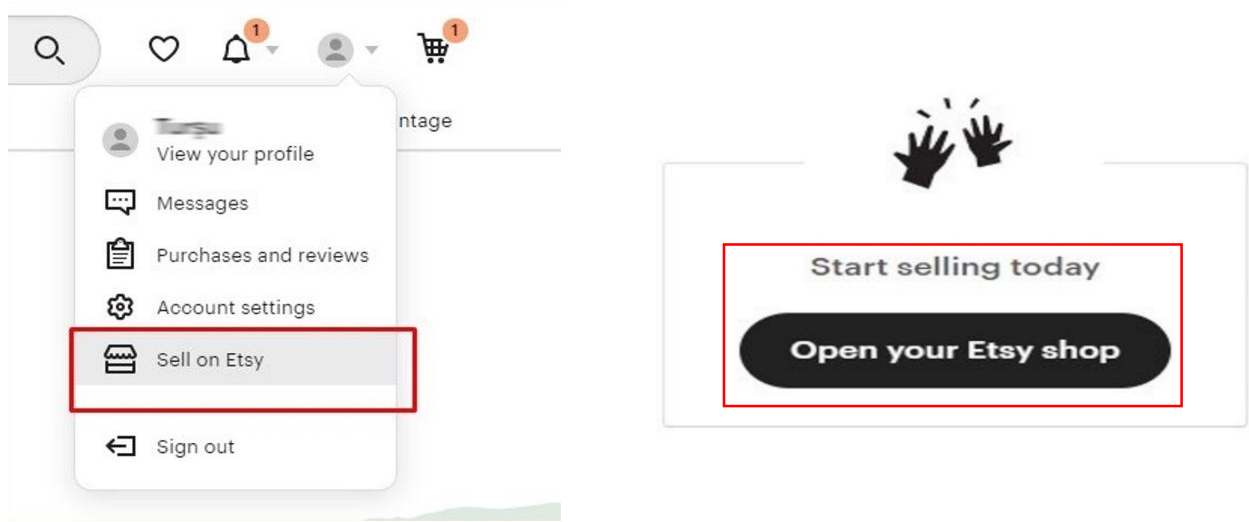 1
1
ntage
View your profile
Messages
Purchases and reviews
Account settings
Sell on Etsy
Sign out
Start selling today
Open your Etsy shop